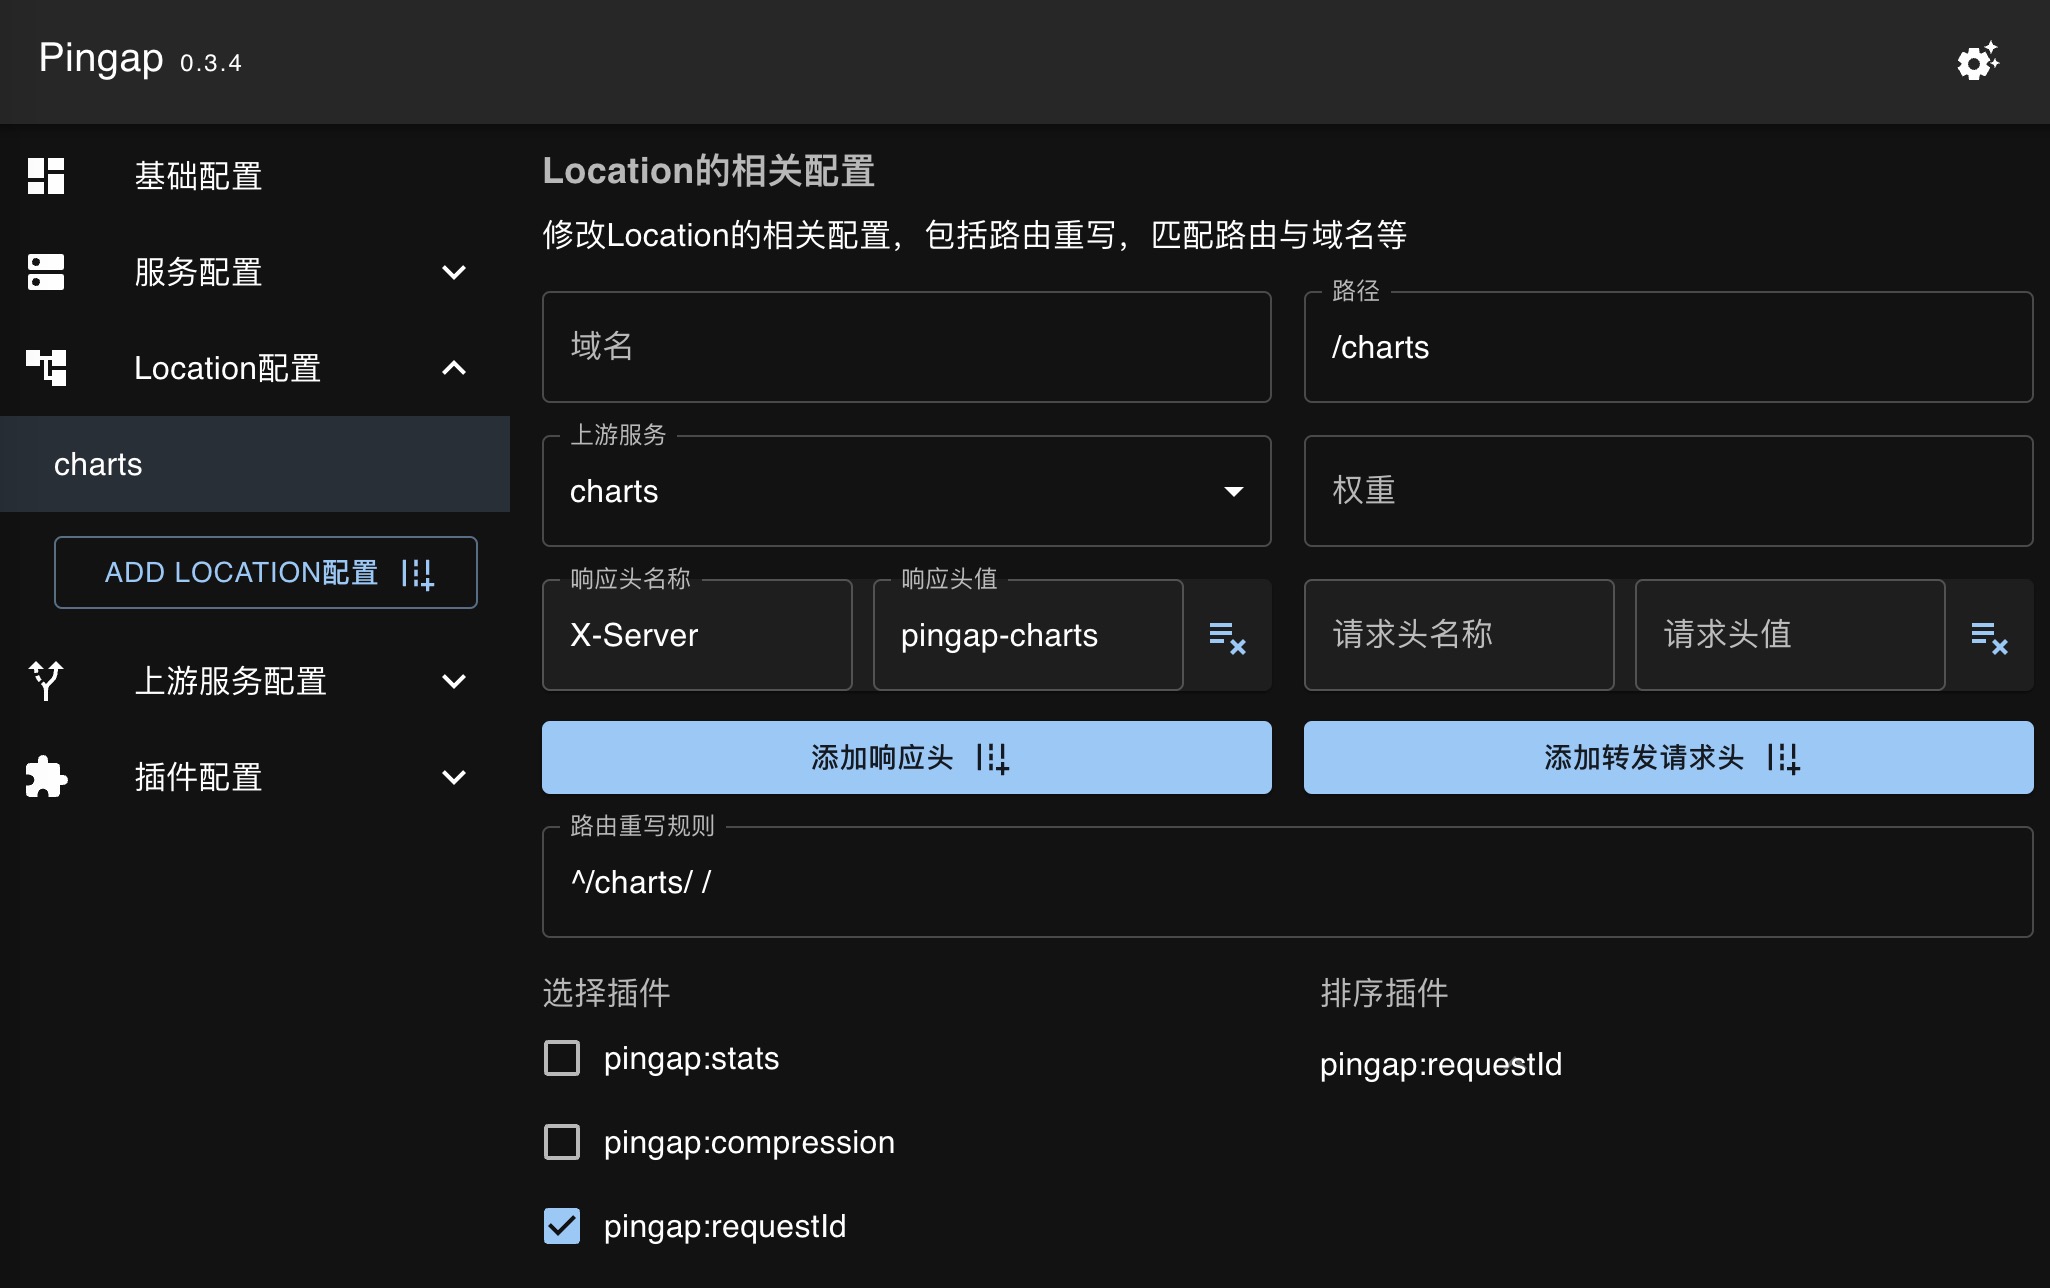 Pingap 0.3.4
基础配置
服务配置
Location配置
charts
ADD LOCATION配置
上游服务配置
插件配置
Location的相关配置
修改Location的相关配置，包括路由重写，匹配路由与域名等
域名
路径
/charts
上游服务
charts
权重
响应头名称
X-Server
响应头值
pingap-charts
请求头名称
请求头值
添加响应头
添加转发请求头
路由重写规则
^/charts/ /
选择插件
pingap:stats
pingap:compression
pingap:requestId
排序插件
pingap:requestId